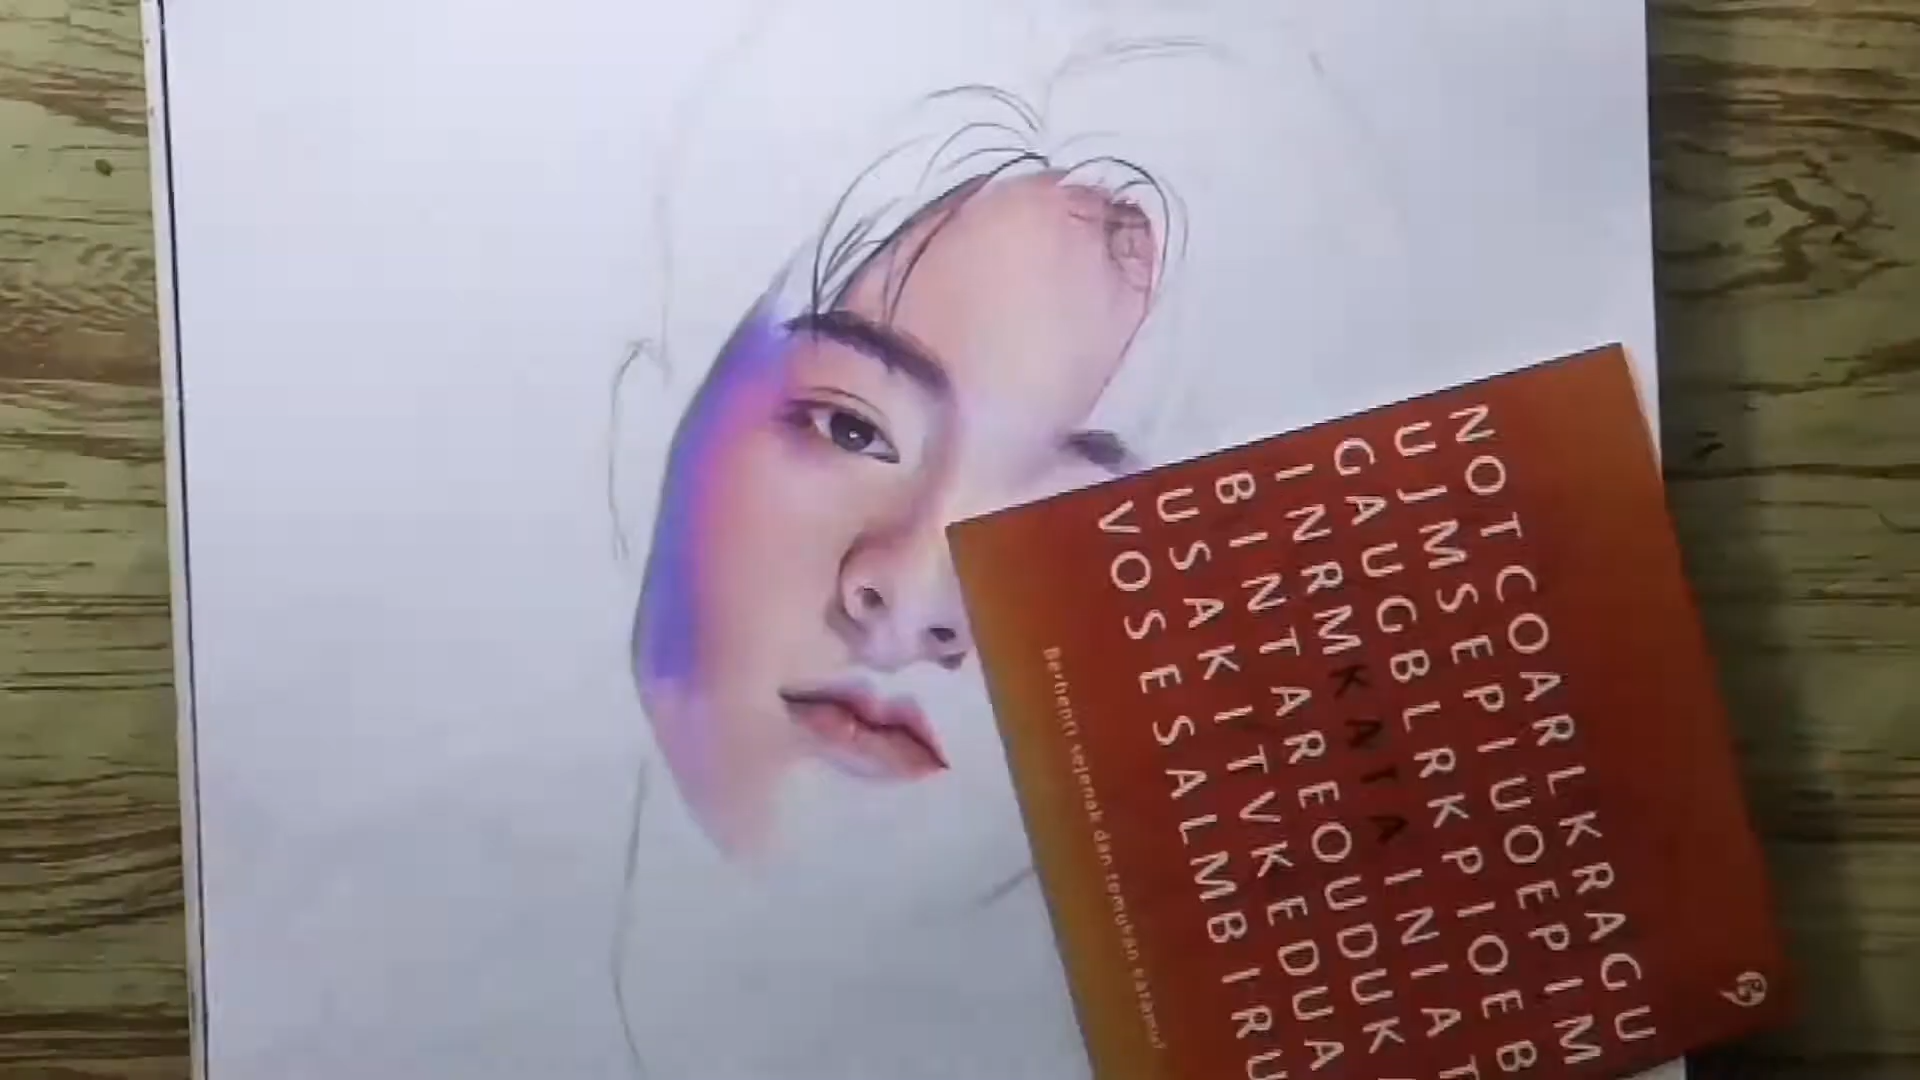 NOTCOARLKRAGU
UJMSEPIUOEPIM
GAUGBLRKPIOEB
INRMKATAINIAT
BINTAREOUDUK
USAKITVKEDUA
VOSESALMBIRU
Berhenti sejenak dan temukan katamu!